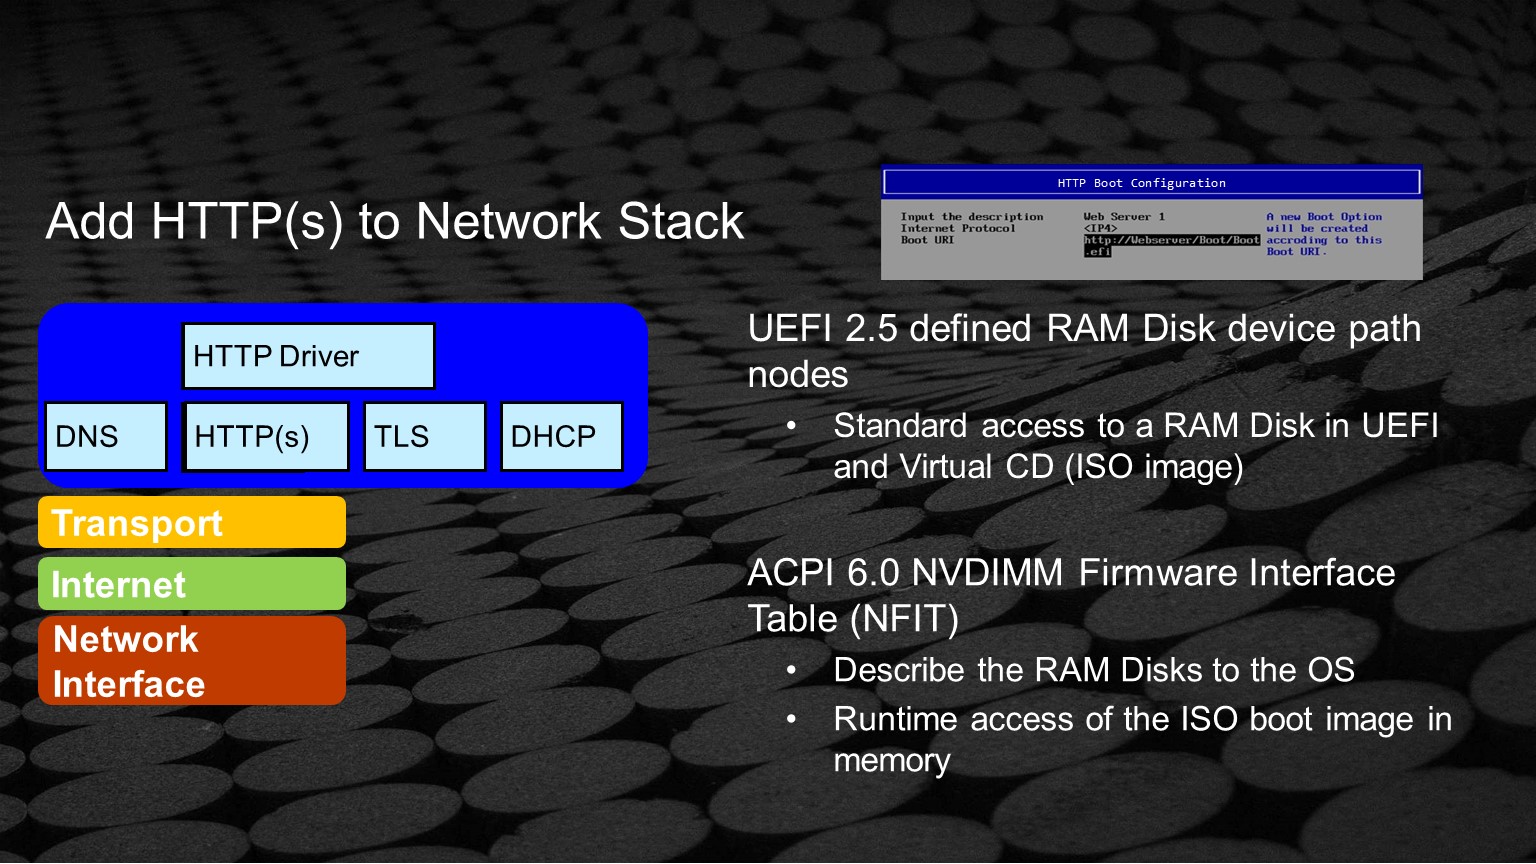 Add HTTP(s) to Network Stack
HTTP Boot Configuration
Input the description Web Server 1 A new Boot Option
Internet Protocol <IP4> will be created
Boot URI http://Webserver/Boot/Boot accroding to this
.efi Boot URI.
HTTP Driver
DNS HTTP(s) TLS DHCP
Transport
Internet
Network
Interface
UEFI 2.5 defined RAM Disk device path
nodes
• Standard access to a RAM Disk in UEFI
and Virtual CD (ISO image)
ACPI 6.0 NVDIMM Firmware Interface
Table (NFIT)
• Describe the RAM Disks to the OS
• Runtime access of the ISO boot image in
memory